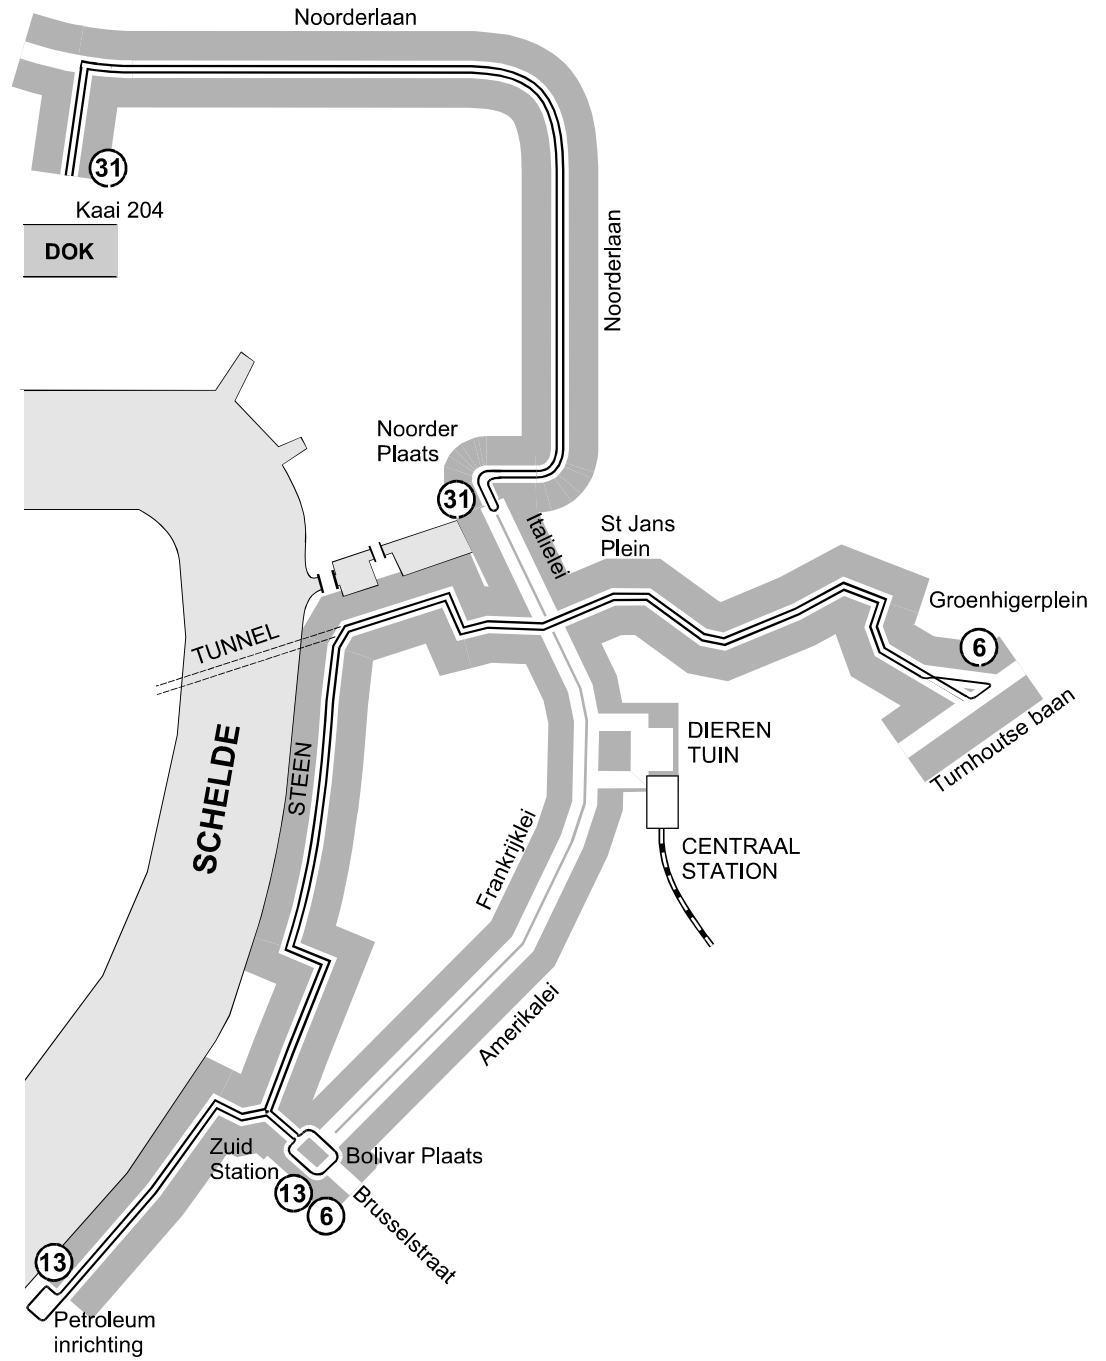 Noorderlaan
31
Kaai 204
DOK
Noorderlaan
Noorder
Plaats
31
Italielei
St Jans
Plein
Groenhigerplein
6
TUNNEL
Turnhoutse baan
SCHELDE
STEEN
DIEREN
TUIN
CENTRAAL
STATION
Frankrijklei
Amerikalei
Zuid
Station
Bolivar Plaats
13
6
Brusselstraat
13
Petroleum
inrichting